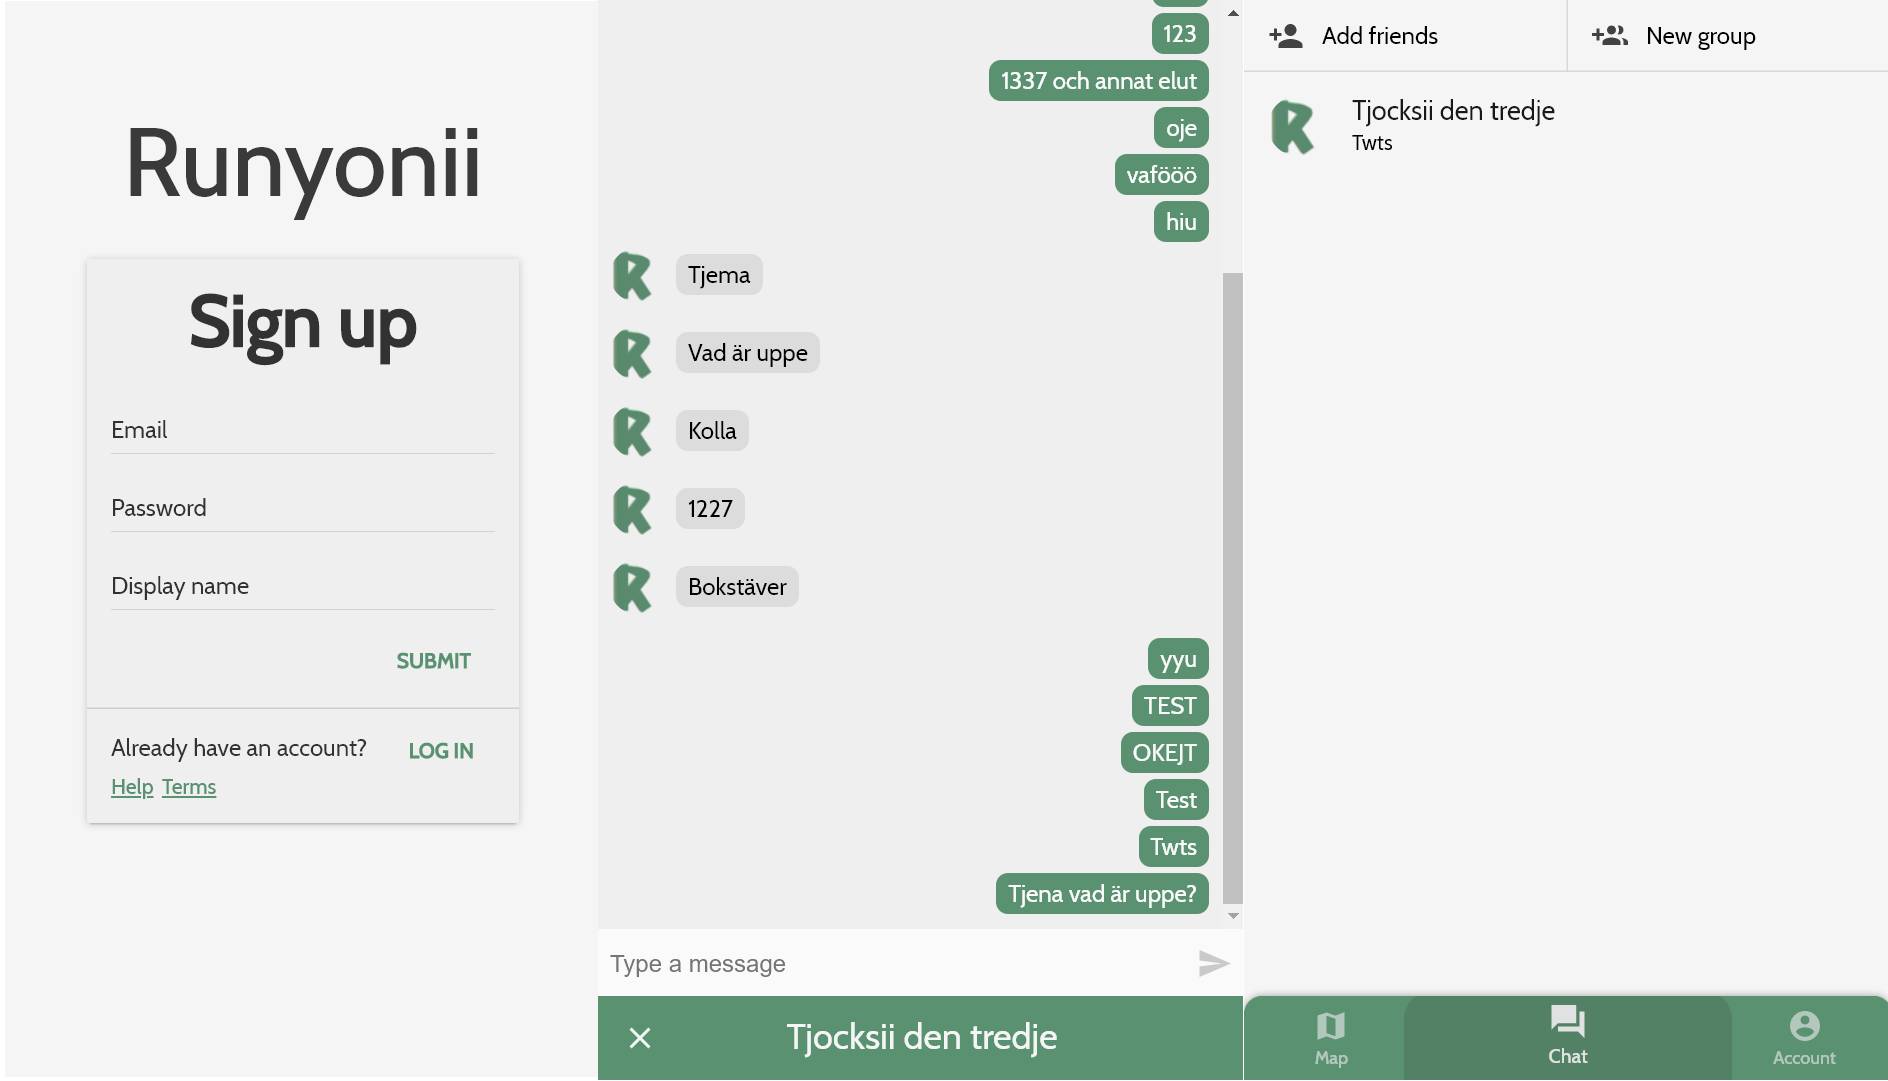 Runyonii
Sign up
Email
Password
Display name
SUBMIT
Already have an account?
LOG IN
Help Terms
123
1337 och annat elut
oje
vafööö
hiu
Tjema
Vad är uppe
Kolla
1227
Bokstäver
yyu
TEST
OKEJT
Test
Twts
Tjena vad är uppe?
Type a message
Tjocksii den tredje
Add friends
New group
Tjocksii den tredje
Twts
Map
Chat
Account